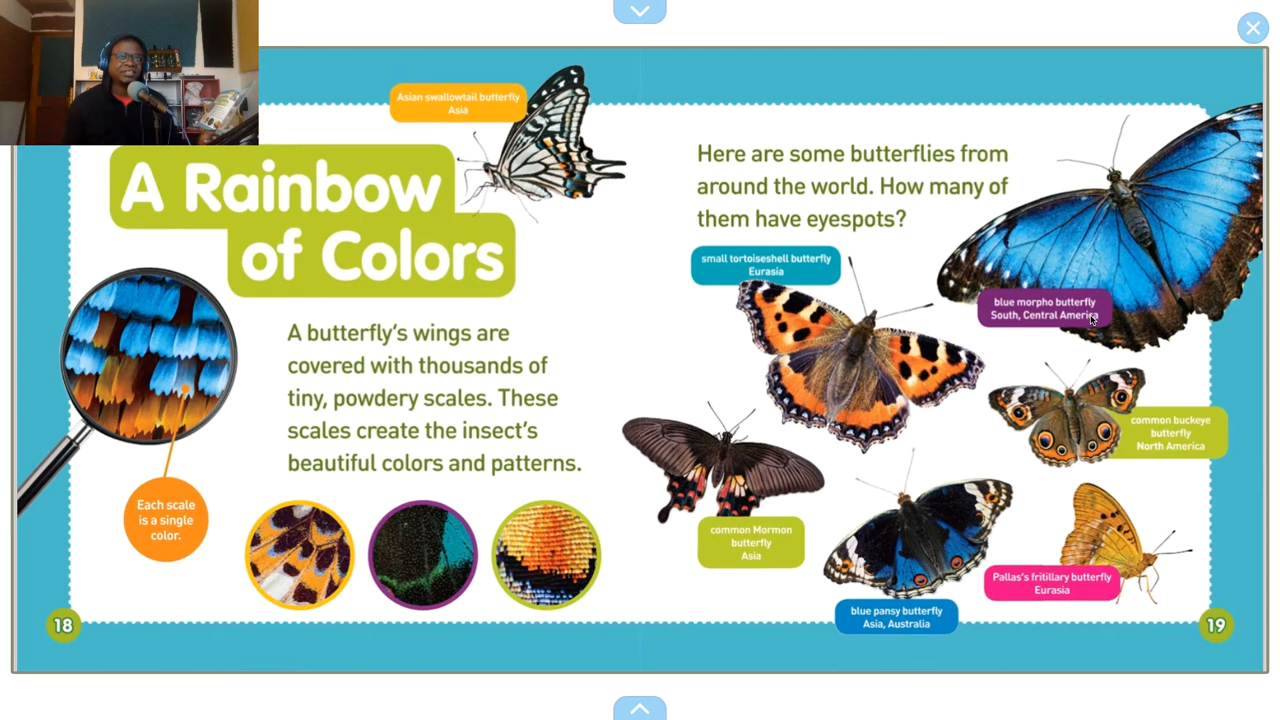 Asian swallowtail butterfly
Asia
A Rainbow
of Colors
A butterfly's wings are
covered with thousands of
tiny, powdery scales. These
scales create the insect's
beautiful colors and patterns.
Each scale
is a single
color.
18
Here are some butterflies from
around the world. How many of
them have eyespots?
small tortoiseshell butterfly
Eurasia
blue morpho butterfly
South, Central America
common buckeye
butterfly
North America
common Mormon
butterfly
Asia
Pallas's fritillary butterfly
Eurasia
blue pansy butterfly
Asia, Australia
19